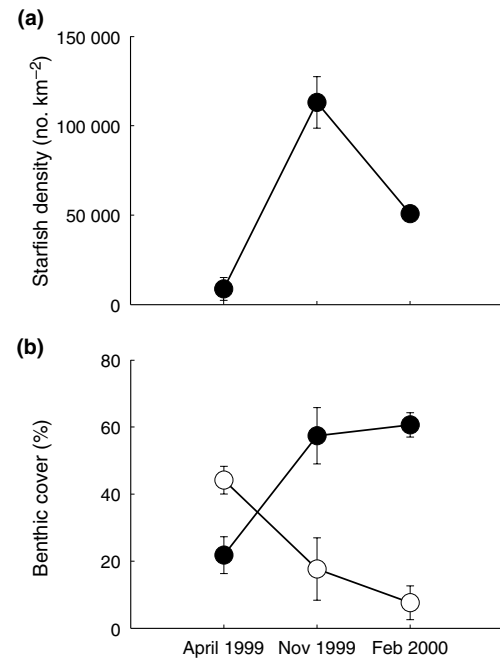 (a)
150 000
100 000
50 000
0
Starfish density (no. km⁻²)
(b)
80
60
40
20
0
Benthic cover (%)
April 1999 Nov 1999 Feb 2000